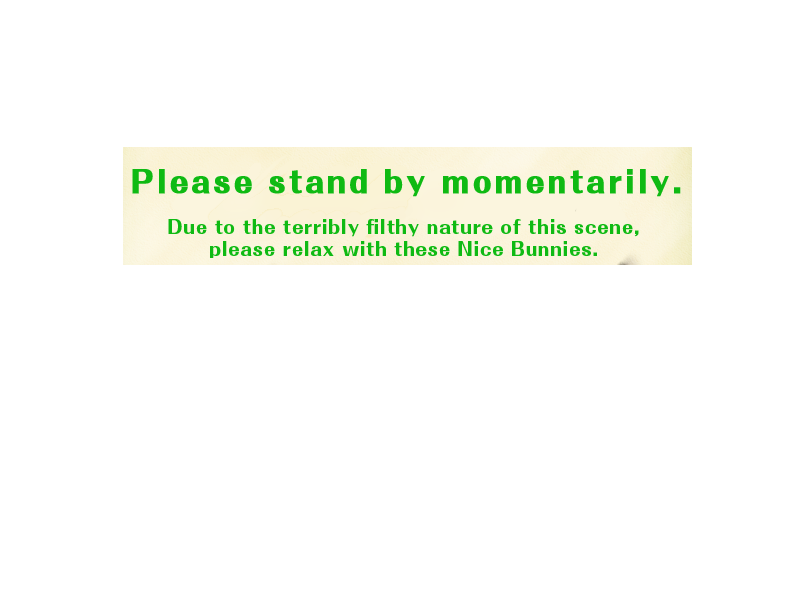 Please stand by momentarily.
Due to the terribly filthy nature of this scene,
please relax with these Nice Bunnies.